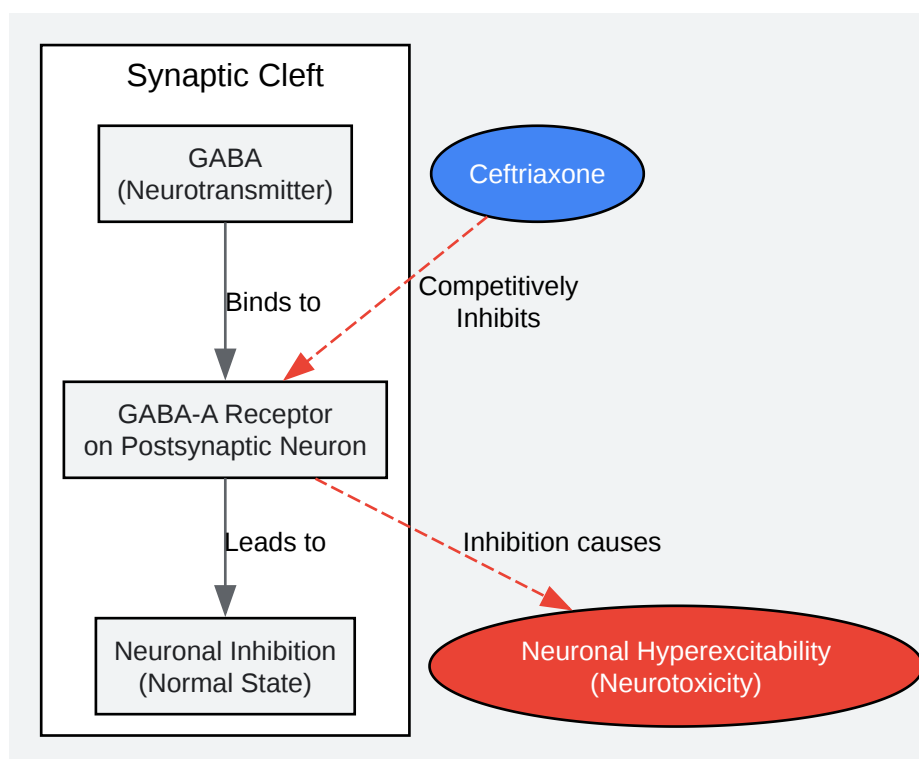 Synaptic Cleft
GABA
(Neurotransmitter)
Ceftriaxone
Binds to
Competitively
Inhibits
GABA-A Receptor
on Postsynaptic Neuron
Leads to
Inhibition causes
Neuronal Inhibition
(Normal State)
Neuronal Hyperexcitability
(Neurotoxicity)